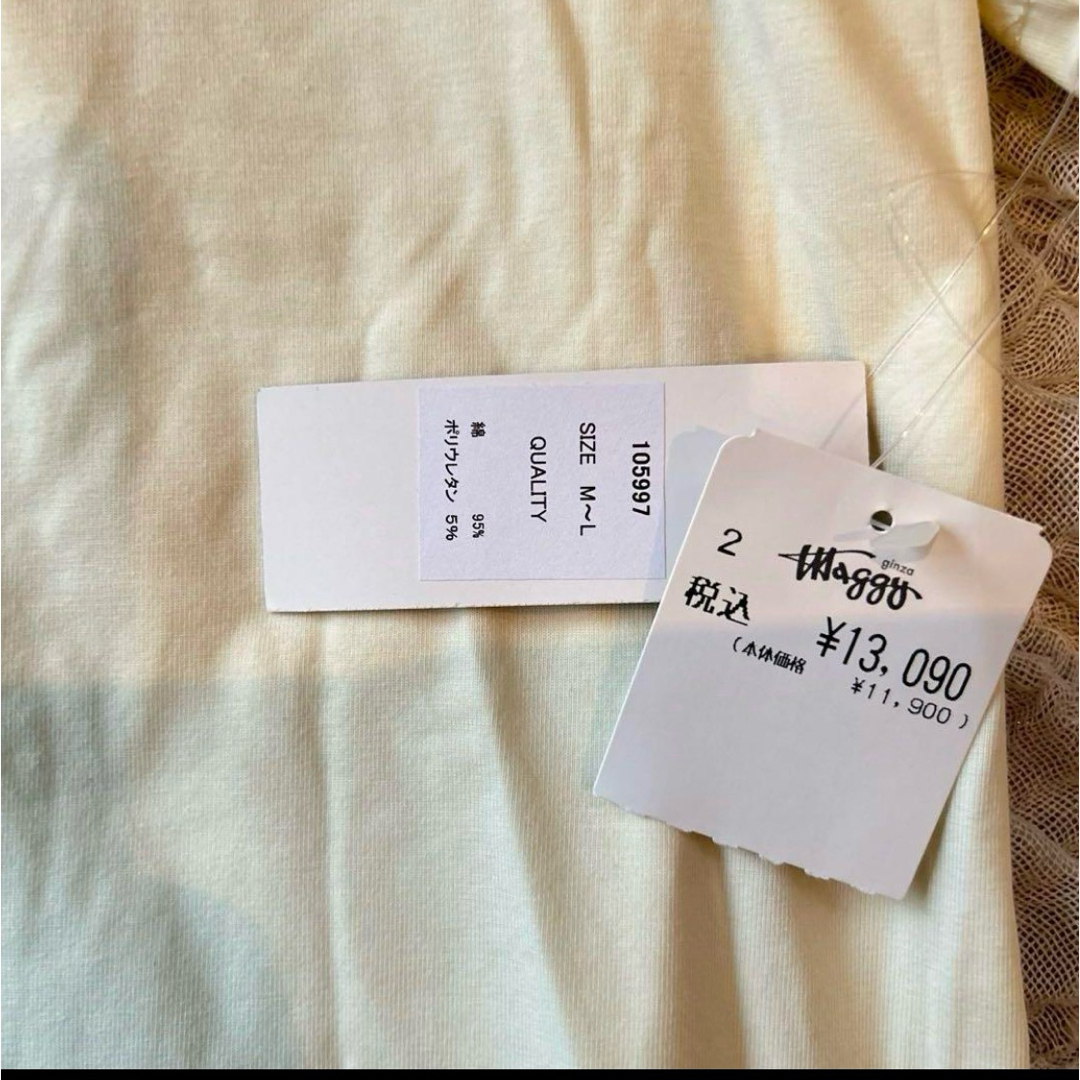 105997
SIZE M～L
QUALITY
綿 95%
ポリウレタン 5%
2
ginza
Maggy
税込 ¥13,090
(本体価格 ¥11,900)